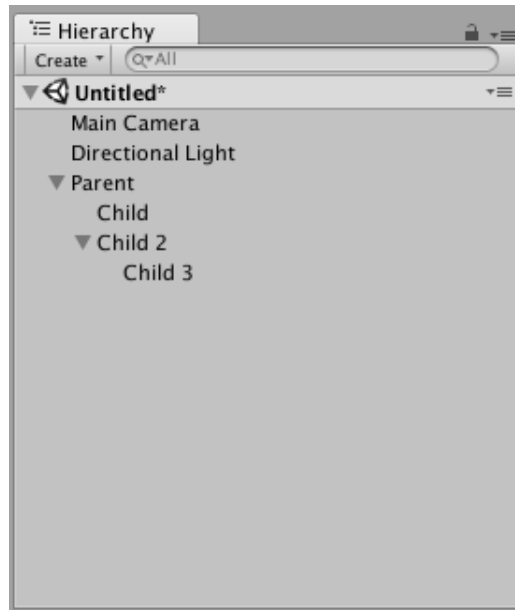 Hierarchy
Create All
Untitled*
Main Camera
Directional Light
Parent
Child
Child 2
Child 3